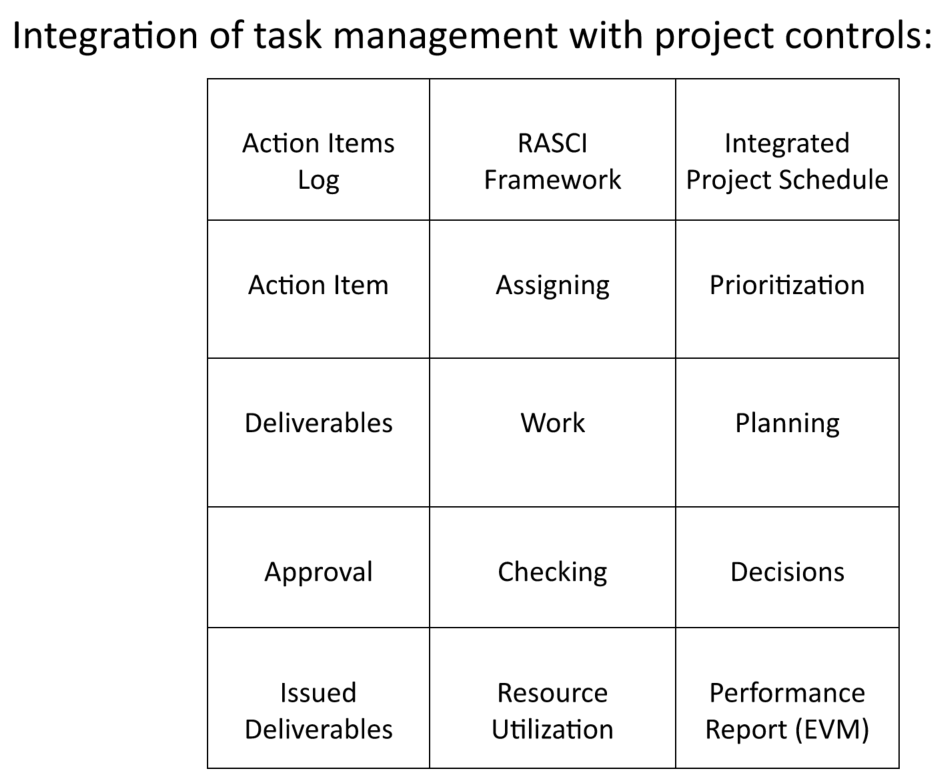 Integration of task management with project controls:
Action Items
Log
RASCI
Framework
Integrated
Project Schedule
Action Item
Assigning
Prioritization
Deliverables
Work
Planning
Approval
Checking
Decisions
Issued
Deliverables
Resource
Utilization
Performance
Report (EVM)